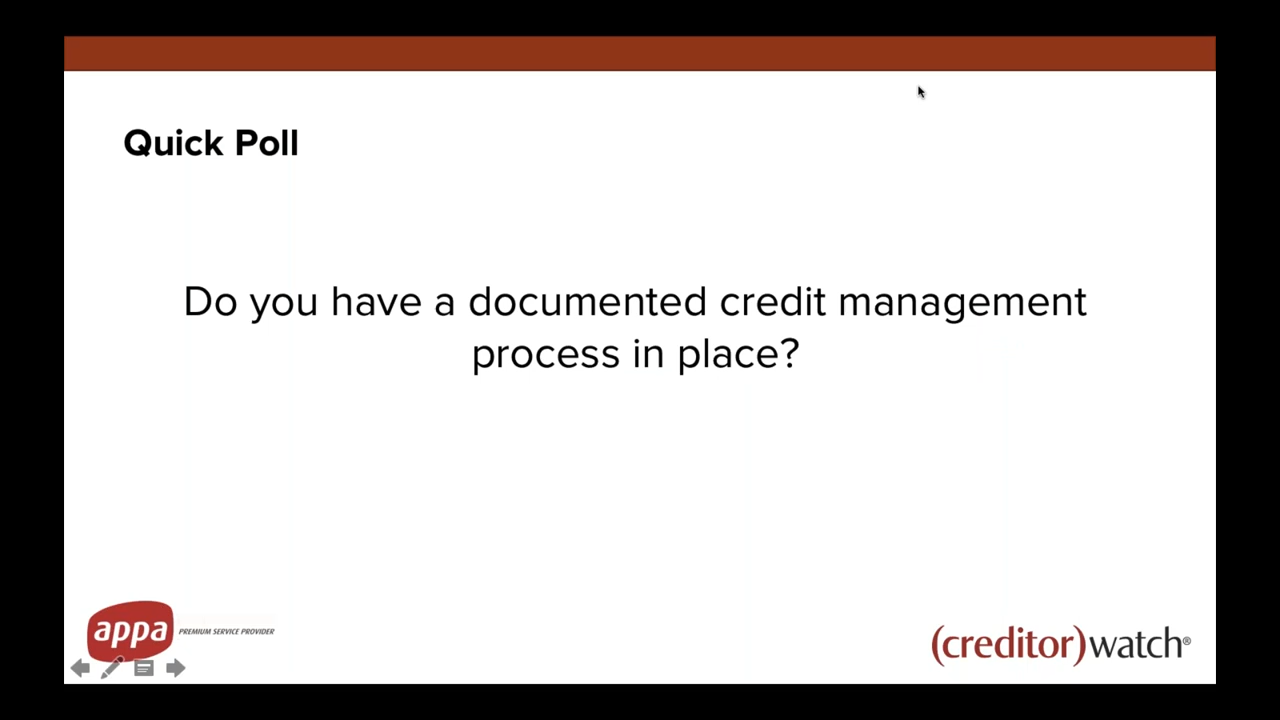 Quick Poll
Do you have a documented credit management
process in place?
appa PREMIUM SERVICE PROVIDER
(creditor)watch®